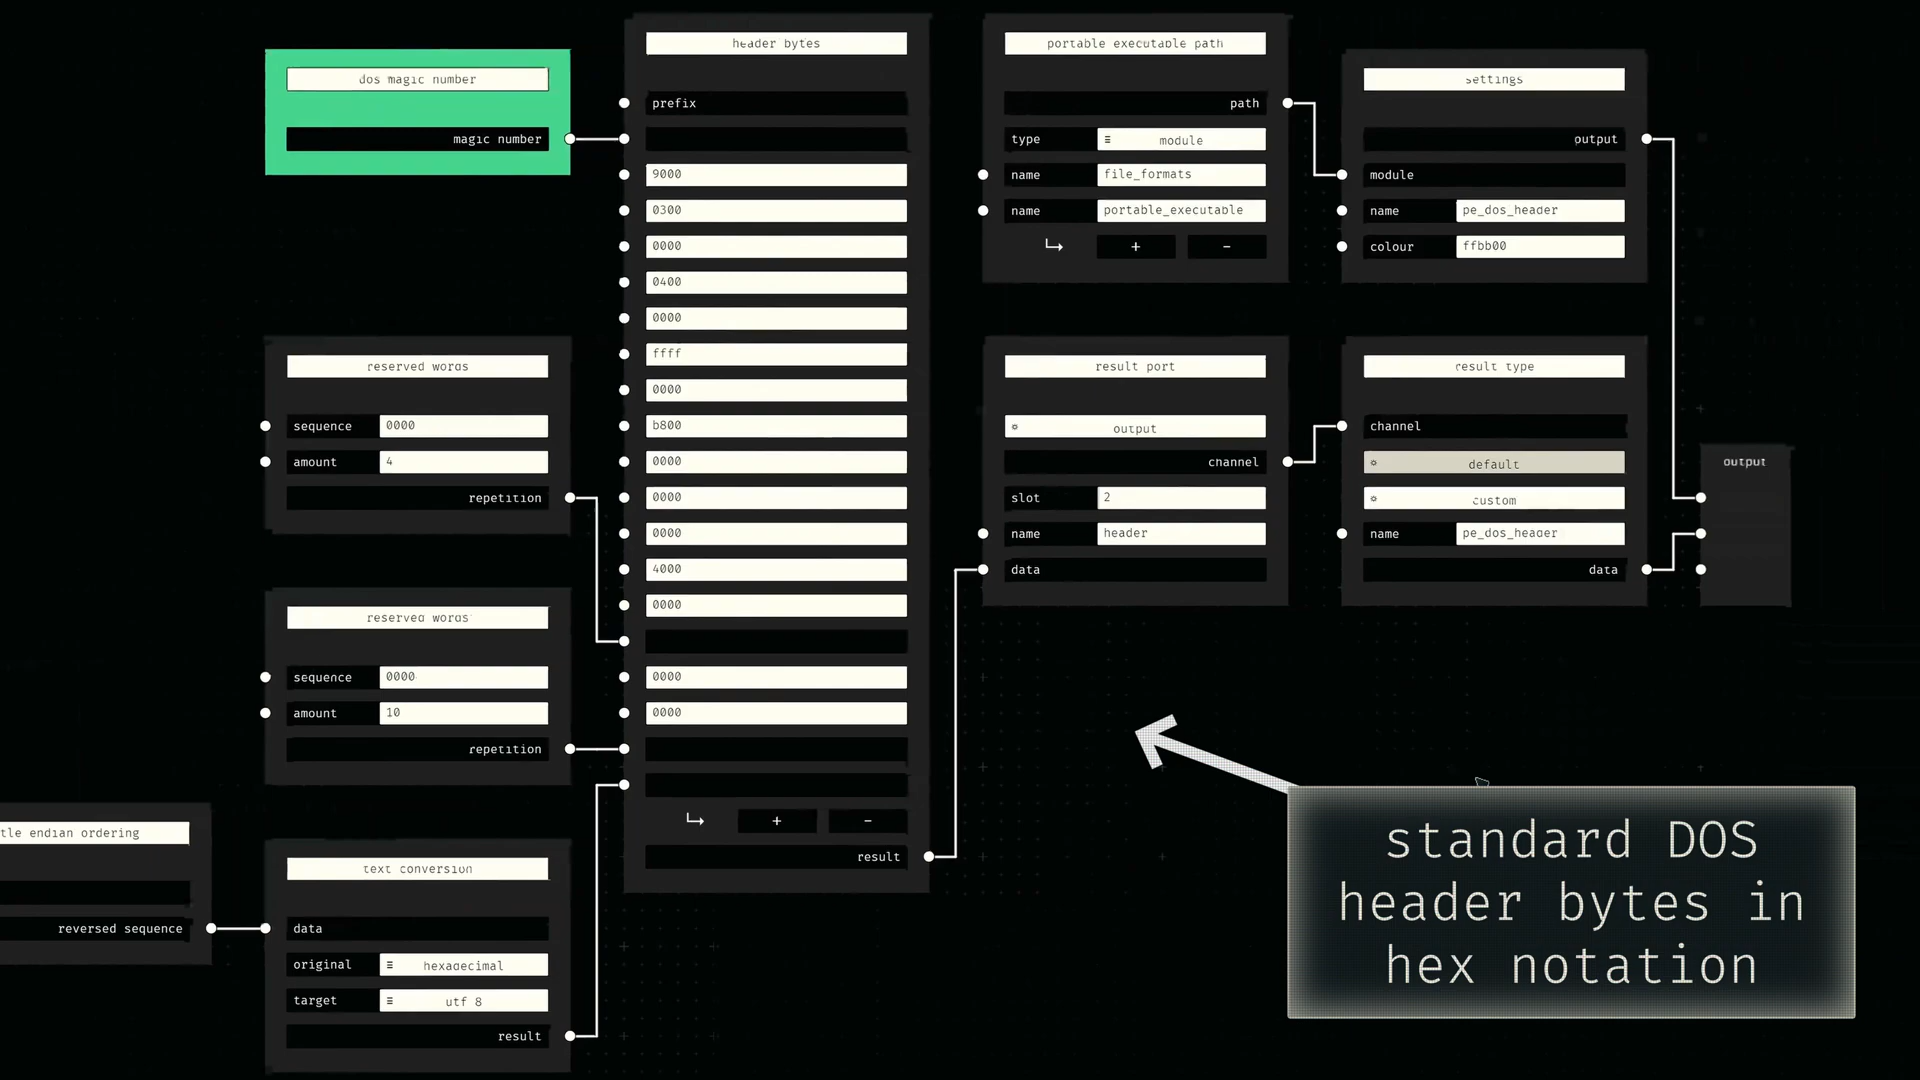 dos magic number
magic number
header bytes
prefix
9000
0300
0000
0400
0000
ffff
0000
b800
0000
0000
0000
4000
0000
0000
0000
+
-
result
portable executable path
path
type
≡ module
name file_formats
name portable_executable
+
-
settings
output
module
name pe_dos_header
colour ffbb00
reserved words
sequence 0000
amount 4
repetition
result port
output
channel
slot 2
name header
data
result type
channel
default
custom
name pe_dos_header
data
output
reserved words
sequence 0000
amount 10
repetition
tle endian ordering
reversed sequence
text conversion
data
original ≡ hexadecimal
target ≡ utf 8
result
standard DOS
header bytes in
hex notation